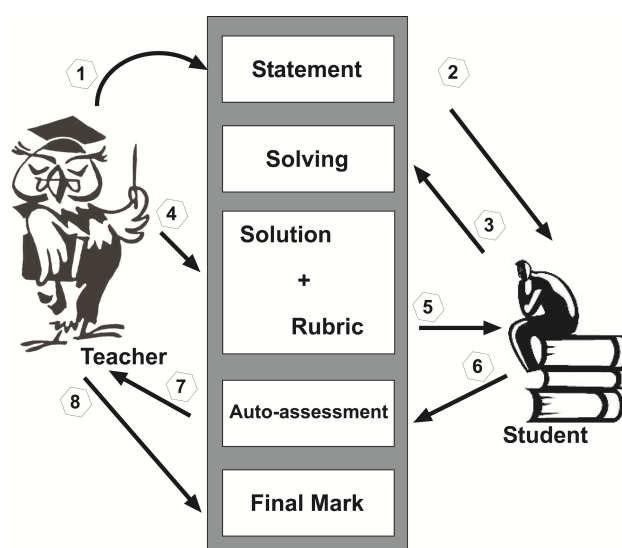 1
Statement
2
Solving
3
4
Solution
+
Rubric
5
Teacher
6
7
8
Auto-assessment
Student
Final Mark